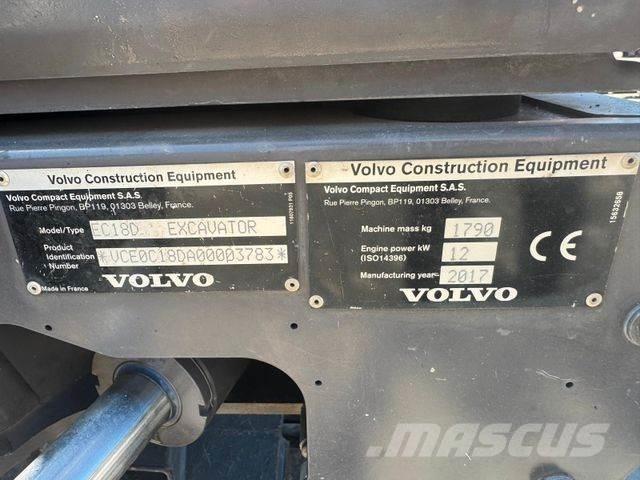 Volvo Construction Equipment
Volvo Compact Equipment S.A.S.
Rue Pierre Pingon, BP119, 01303 Belley, France.
Model/Type EC18D EXCAVATOR
Product Identification Number *VCE0C18DA00003783*
Made in France
VOLVO
Volvo Construction Equipment
Volvo Compact Equipment S.A.S.
Rue Pierre Pingon, BP119, 01303 Belley, France.
Machine mass kg 1790
Engine power kW 12
(ISO14396)
Manufacturing year 2017
VOLVO
CE
MASCUS